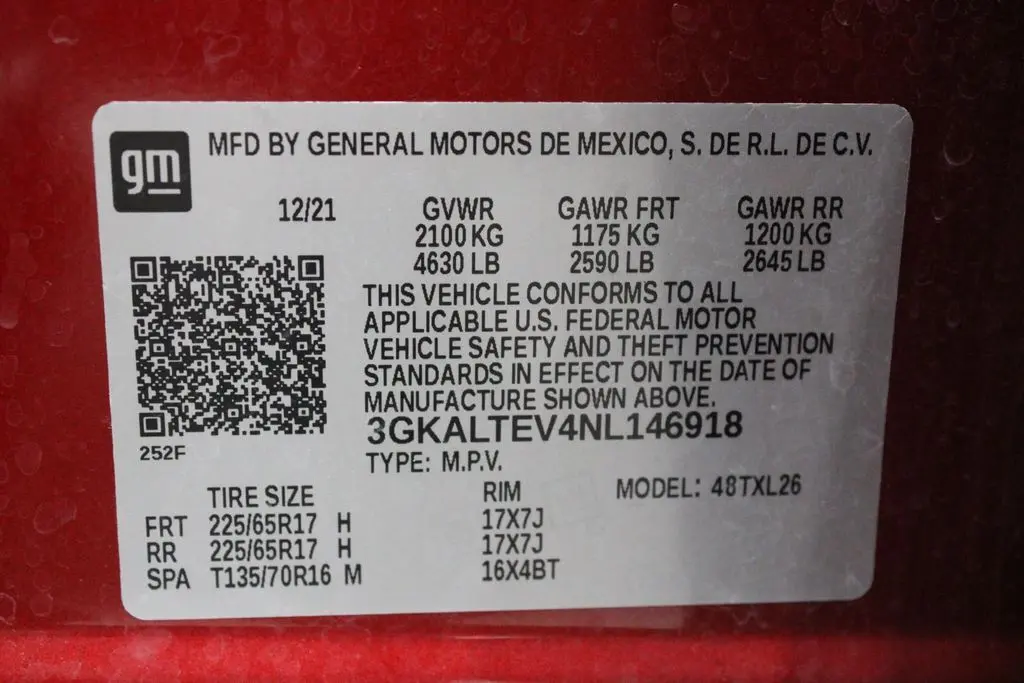 gm
MFD BY GENERAL MOTORS DE MEXICO, S. DE R.L. DE C.V.
12/21 GVWR GAWR FRT GAWR RR
2100 KG 1175 KG 1200 KG
4630 LB 2590 LB 2645 LB
THIS VEHICLE CONFORMS TO ALL
APPLICABLE U.S. FEDERAL MOTOR
VEHICLE SAFETY AND THEFT PREVENTION
STANDARDS IN EFFECT ON THE DATE OF
MANUFACTURE SHOWN ABOVE.
3GKALTEV4NL146918
252F
TYPE: M.P.V.
TIRE SIZE RIM MODEL: 48TXL26
FRT 225/65R17 H 17X7J
RR 225/65R17 H 17X7J
SPA T135/70R16 M 16X4BT